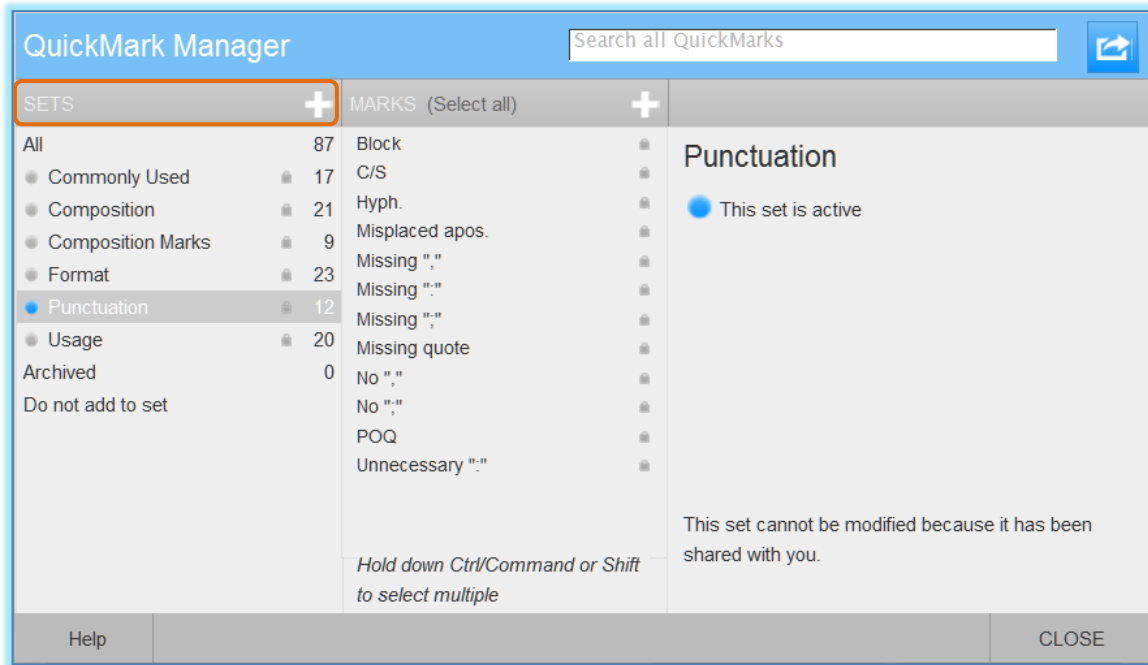 QuickMark Manager
Search all QuickMarks
SETS
MARKS (Select all)
All 87
Commonly Used 17
Composition 21
Composition Marks 9
Format 23
Punctuation 12
Usage 20
Archived 0
Do not add to set
Block
C/S
Hyph.
Misplaced apos.
Missing ","
Missing ":"
Missing ";"
Missing quote
No ","
No ";"
POQ
Unnecessary ":"
Hold down Ctrl/Command or Shift
to select multiple
Punctuation
This set is active
This set cannot be modified because it has been
shared with you.
Help
CLOSE